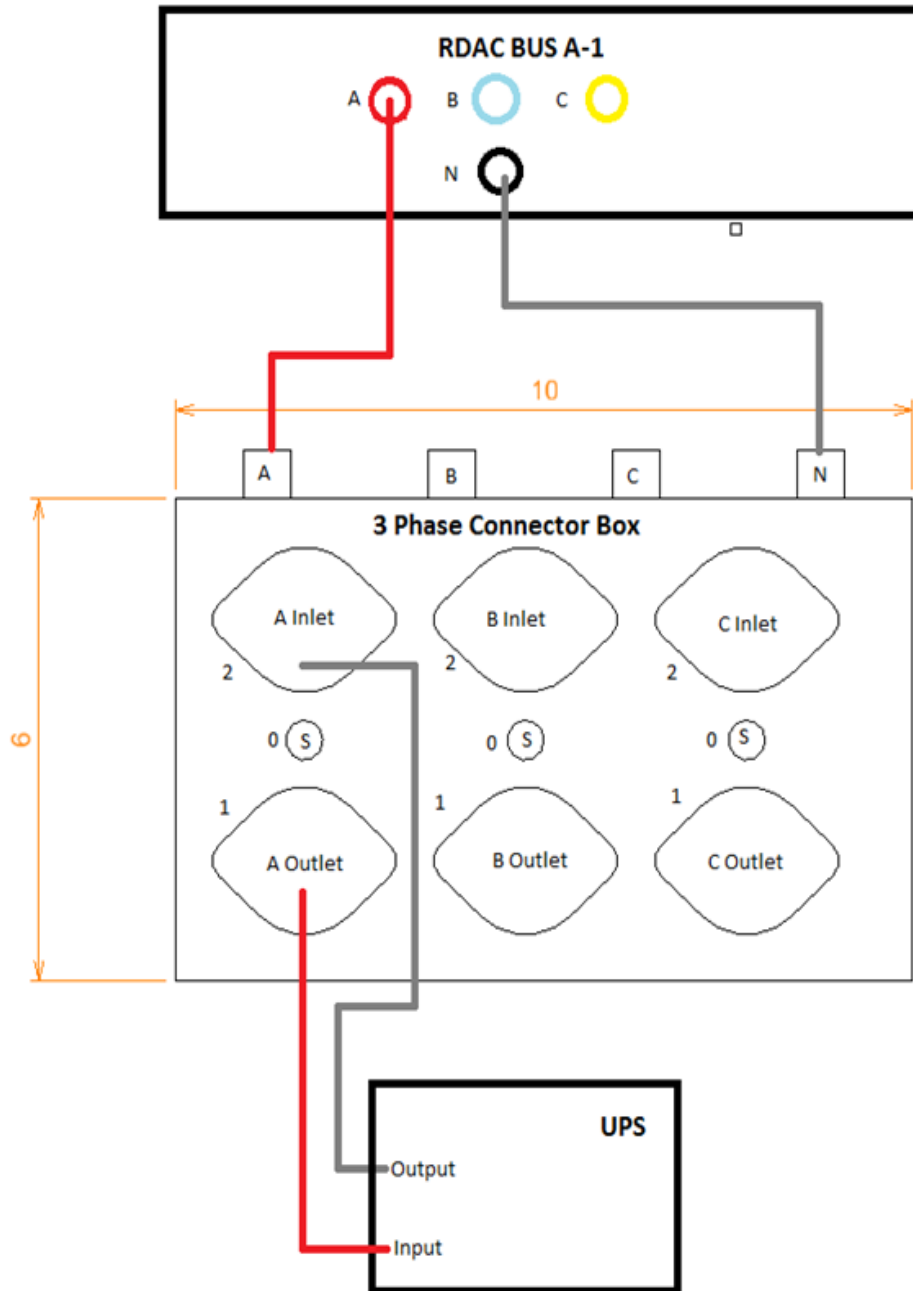 RDAC BUS A-1
A B C
N
10
A B C N
3 Phase Connector Box
A Inlet B Inlet C Inlet
2 2 2
6
0 S 0 S 0 S
1 1 1
A Outlet B Outlet C Outlet
UPS
Output
Input